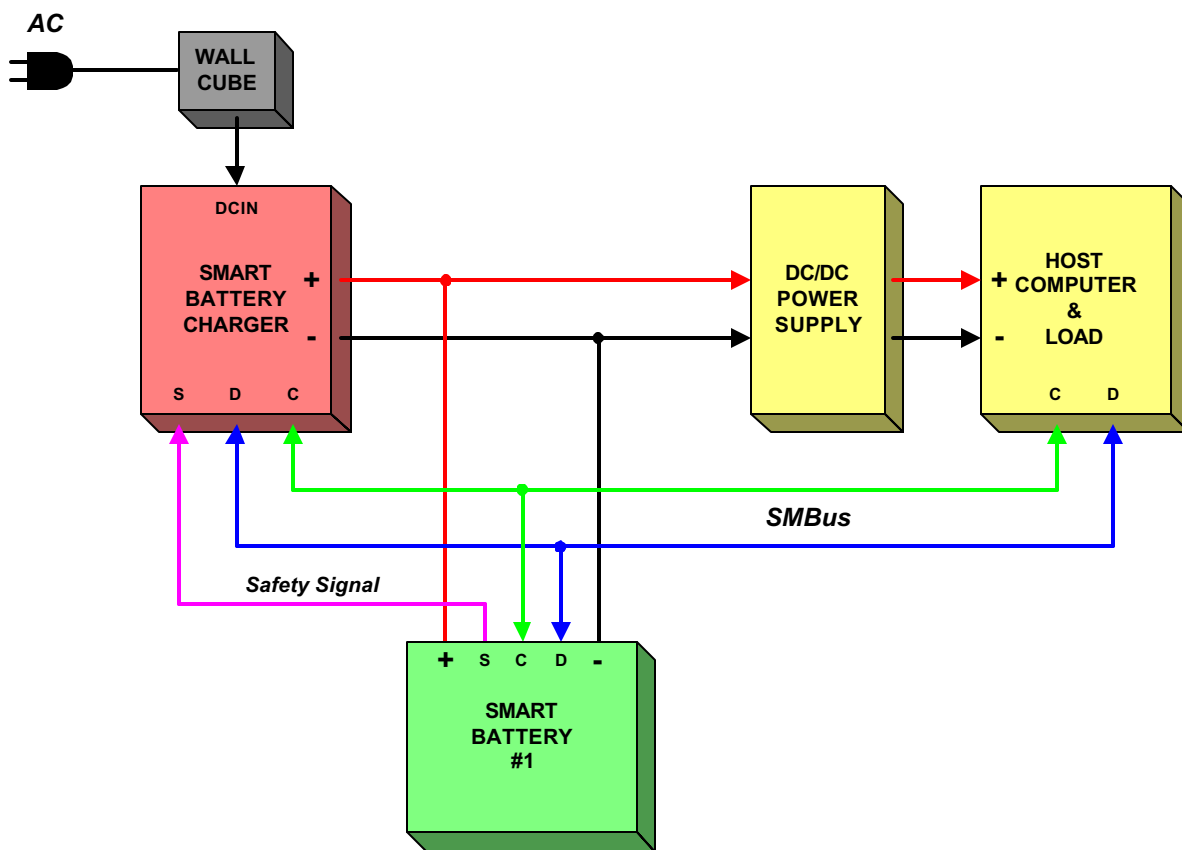 AC
WALL
CUBE
DCIN
SMART
BATTERY
CHARGER
+
-
S D C
DC/DC
POWER
SUPPLY
HOST
COMPUTER
&
LOAD
+
-
C D
SMBus
Safety Signal
+ S C D -
SMART
BATTERY
#1